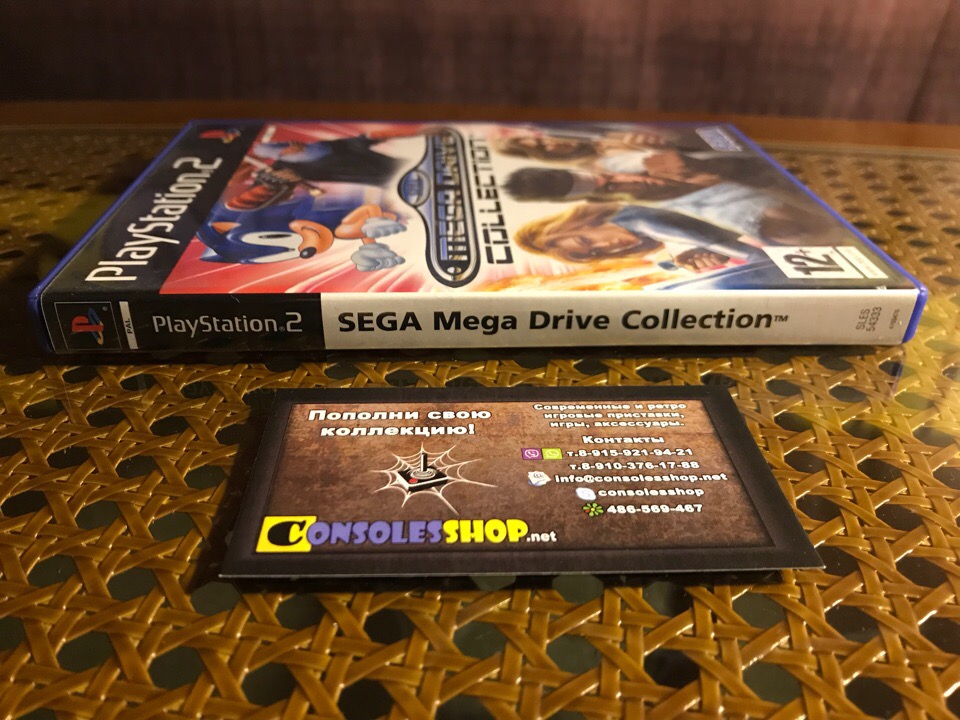 PlayStation 2
SEGA
MEGA DRIVE
COLLECTION
12+
PAL
PlayStation 2
SEGA Mega Drive Collection™
SLES
54333
Пополни свою
коллекцию!
CONSOLESSHOP.net
Современные и ретро
игровые приставки,
игры, аксессуары.
Контакты
т.8-915-921-94-21
т.8-910-376-17-88
info@consolesshop.net
consolesshop
486-569-467